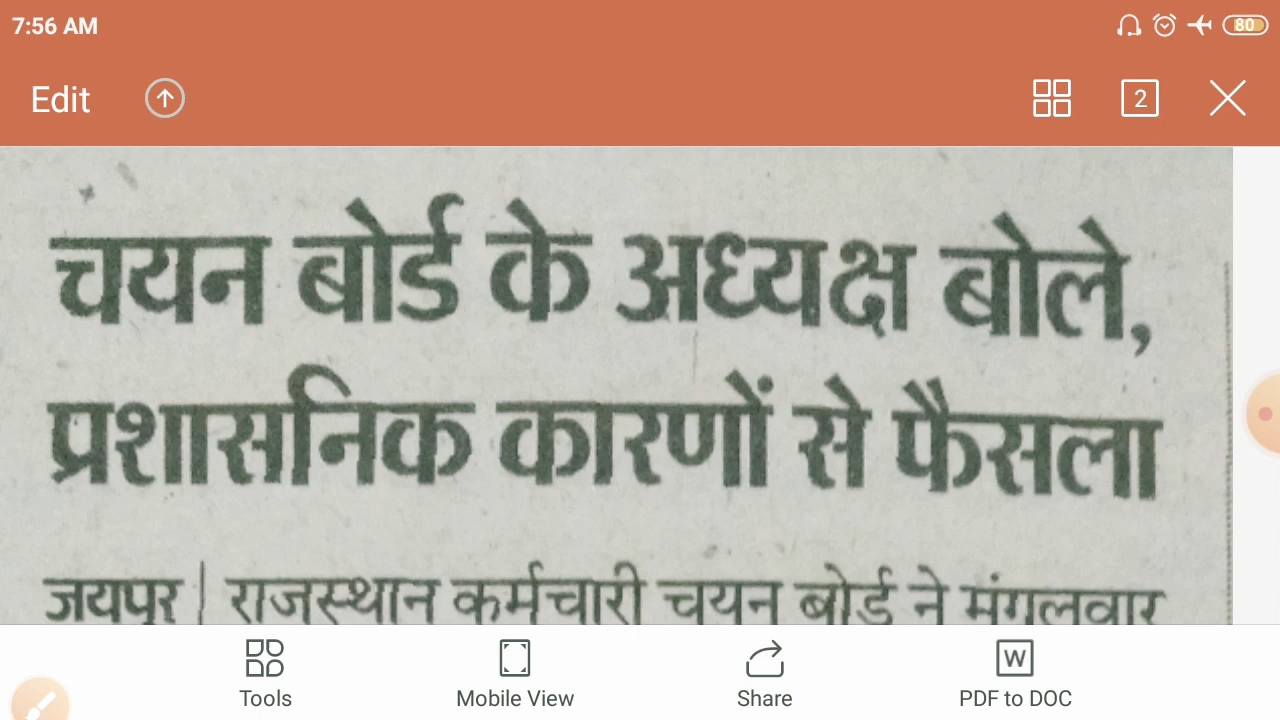 7:56 AM 80
Edit 2
चयन बोर्ड के अध्यक्ष बोले,
प्रशासनिक कारणों से फैसला
जयपुर | राजस्थान कर्मचारी चयन बोर्ड ने मंगलवार
Tools Mobile View Share PDF to DOC